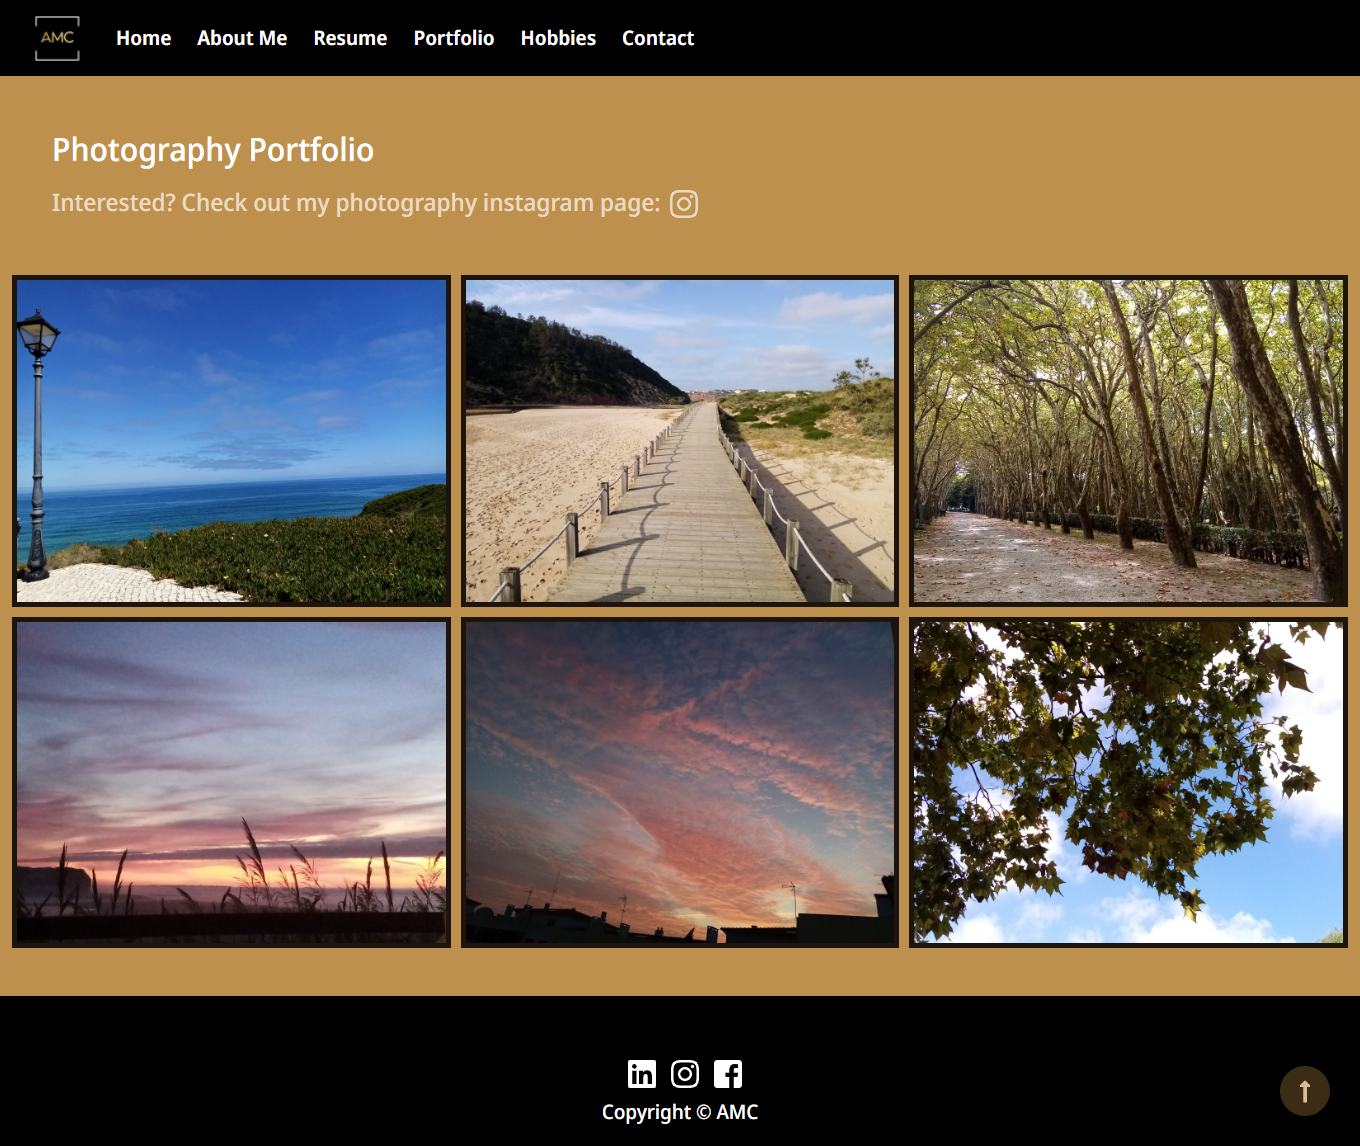 AMC
Home About Me Resume Portfolio Hobbies Contact
Photography Portfolio
Interested? Check out my photography instagram page:
Copyright © AMC